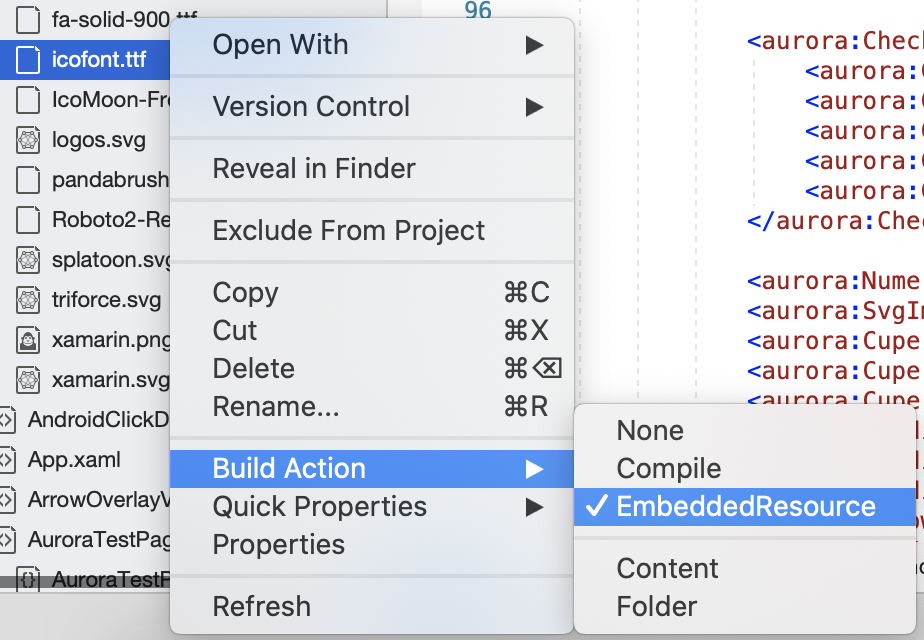 fa-solid-900.ttf
96
icofont.ttf
IcoMoon-Fre
logos.svg
pandabrush
Roboto2-Re
splatoon.svg
triforce.svg
xamarin.png
xamarin.svg
AndroidClickD
App.xaml
ArrowOverlayV
AuroraTestPag
{} AuroraTestP
Open With
Version Control
Reveal in Finder
Exclude From Project
Copy ⌘C
Cut ⌘X
Delete ⌘⌫
Rename... ⌘R
Build Action
Quick Properties
Properties
Refresh
None
Compile
✓ EmbeddedResource
Content
Folder
<aurora:Check
<aurora:C
<aurora:C
<aurora:C
<aurora:C
<aurora:C
</aurora:Chec
<aurora:Nume
<aurora:SvgIm
<aurora:Cupe
<aurora:Cupe
<aurora:Cupe